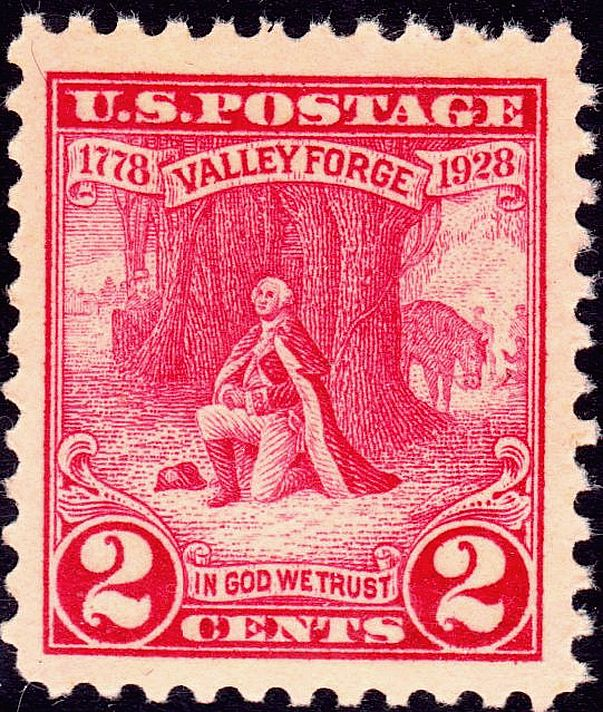 U.S. POSTAGE
1778 VALLEY FORGE 1928
IN GOD WE TRUST
2 CENTS 2